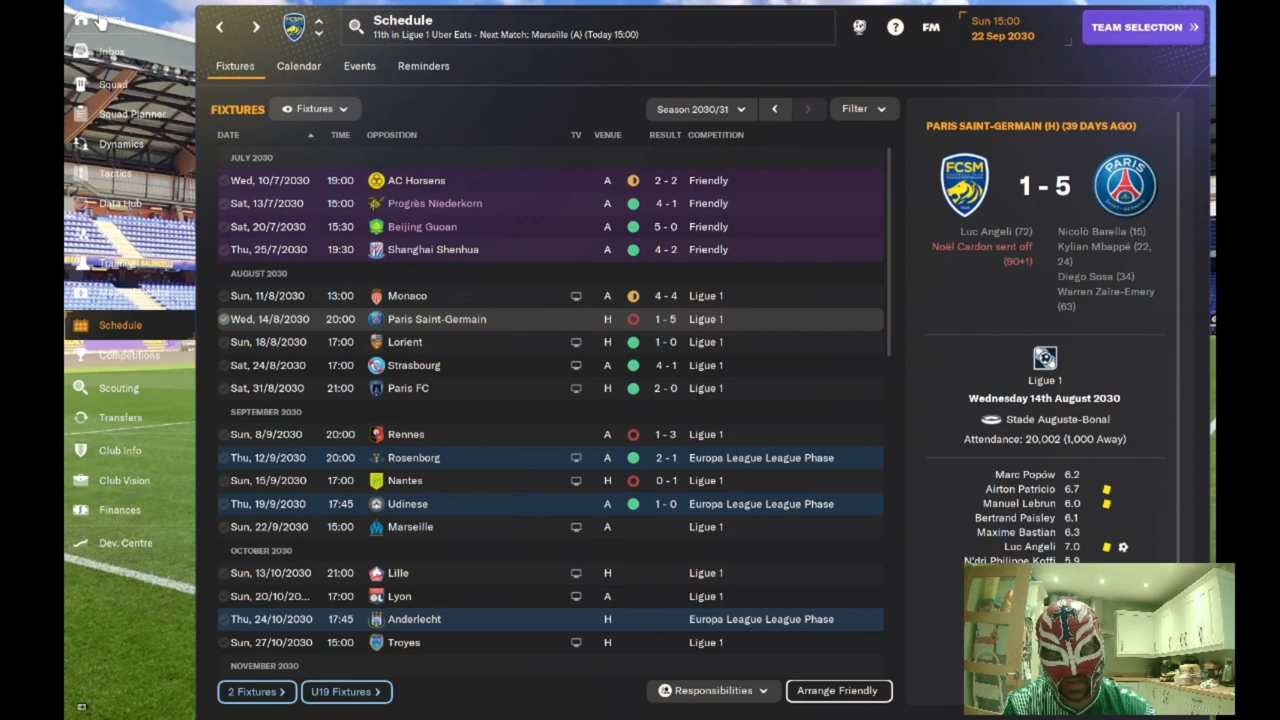 Home
Inbox
Squad
Squad Planner
Dynamics
Tactics
Data Hub
Schedule
Competitions
Scouting
Transfers
Club Info
Club Vision
Finances
Dev. Centre
FCSM
Schedule
11th in Ligue 1 Uber Eats - Next Match: Marseille (A) (Today 15:00)
?
FM
Sun 15:00
22 Sep 2030
TEAM SELECTION
Fixtures Calendar Events Reminders
FIXTURES Fixtures Season 2030/31 Filter
DATE TIME OPPOSITION TV VENUE RESULT COMPETITION
JULY 2030
Wed, 10/7/2030 19:00 AC Horsens A 2 - 2 Friendly
Sat, 13/7/2030 15:00 Progrès Niederkorn A 4 - 1 Friendly
Sat, 20/7/2030 15:30 Beijing Guoan A 5 - 0 Friendly
Thu, 25/7/2030 19:30 Shanghai Shenhua A 4 - 2 Friendly
AUGUST 2030
Sun, 11/8/2030 13:00 Monaco A 4 - 4 Ligue 1
Wed, 14/8/2030 20:00 Paris Saint-Germain H 1 - 5 Ligue 1
Sun, 18/8/2030 17:00 Lorient H 1 - 0 Ligue 1
Sat, 24/8/2030 17:00 Strasbourg A 4 - 1 Ligue 1
Sat, 31/8/2030 21:00 Paris FC H 2 - 0 Ligue 1
SEPTEMBER 2030
Sun, 8/9/2030 20:00 Rennes A 1 - 3 Ligue 1
Thu, 12/9/2030 20:00 Rosenborg A 2 - 1 Europa League League Phase
Sun, 15/9/2030 17:00 Nantes H 0 - 1 Ligue 1
Thu, 19/9/2030 17:45 Udinese A 1 - 0 Europa League League Phase
Sun, 22/9/2030 15:00 Marseille A Ligue 1
OCTOBER 2030
Sun, 13/10/2030 21:00 Lille H Ligue 1
Sun, 20/10/20... 17:00 Lyon A Ligue 1
Thu, 24/10/2030 17:45 Anderlecht H Europa League League Phase
Sun, 27/10/2030 15:00 Troyes H Ligue 1
NOVEMBER 2030
2 Fixtures > U19 Fixtures > Responsibilities Arrange Friendly
PARIS SAINT-GERMAIN (H) (39 DAYS AGO)
FCSM 1 - 5 PARIS
Luc Angeli (72)
Noël Cardon sent off
(90+1)
Nicolò Barella (15)
Kylian Mbappé (22,
24)
Diego Sosa (34)
Warren Zaïre-Emery
(63)
Ligue 1
Wednesday 14th August 2030
Stade Auguste-Bonal
Attendance: 20,002 (1,000 Away)
Marc Popów 6.2
Airton Patricio 6.7
Manuel Lebrun 6.0
Bertrand Paisley 6.1
Maxime Bastian 6.3
Luc Angeli 7.0
N'dri Philippe Koffi 5.9